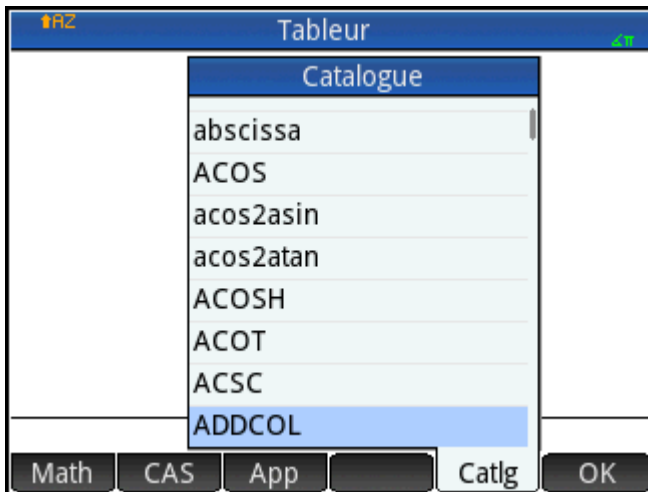 ↑AZ
Tableur
∡π
Catalogue
abscissa
ACOS
acos2asin
acos2atan
ACOSH
ACOT
ACSC
ADDCOL
Math CAS App Catlg OK